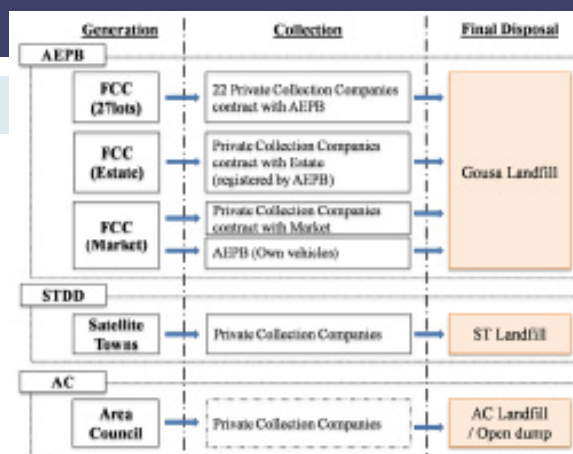 Generation
Collection
Final Disposal
AEPB
FCC
(27lots)
22 Private Collection Companies
contract with AEPB
FCC
(Estate)
Private Collection Companies
contract with Estate
(registered by AEPB)
Gousa Landfill
FCC
(Market)
Private Collection Companies
contract with Market
AEPB (Own vehicles)
STDD
Satellite
Towns
Private Collection Companies
ST Landfill
AC
Area
Council
Private Collection Companies
AC Landfill
/ Open dump